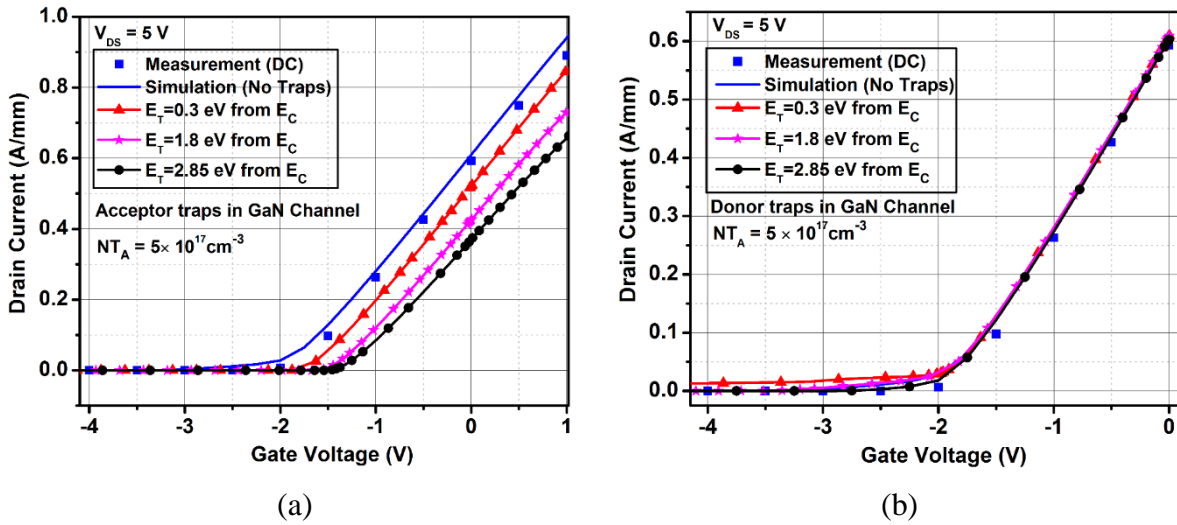 V_DS = 5 V
Measurement (DC)
Simulation (No Traps)
E_T=0.3 eV from E_C
E_T=1.8 eV from E_C
E_T=2.85 eV from E_C
Acceptor traps in GaN Channel
NT_A = 5× 10^17cm^-3
Drain Current (A/mm)
1.0
0.8
0.6
0.4
0.2
0.0
-4 -3 -2 -1 0 1
Gate Voltage (V)
(a)
V_DS = 5 V
Measurement (DC)
Simulation (No Traps)
E_T=0.3 eV from E_C
E_T=1.8 eV from E_C
E_T=2.85 eV from E_C
Donor traps in GaN Channel
NT_A = 5× 10^17cm^-3
Drain Current (A/mm)
0.6
0.5
0.4
0.3
0.2
0.1
0.0
-4 -3 -2 -1 0
Gate Voltage (V)
(b)